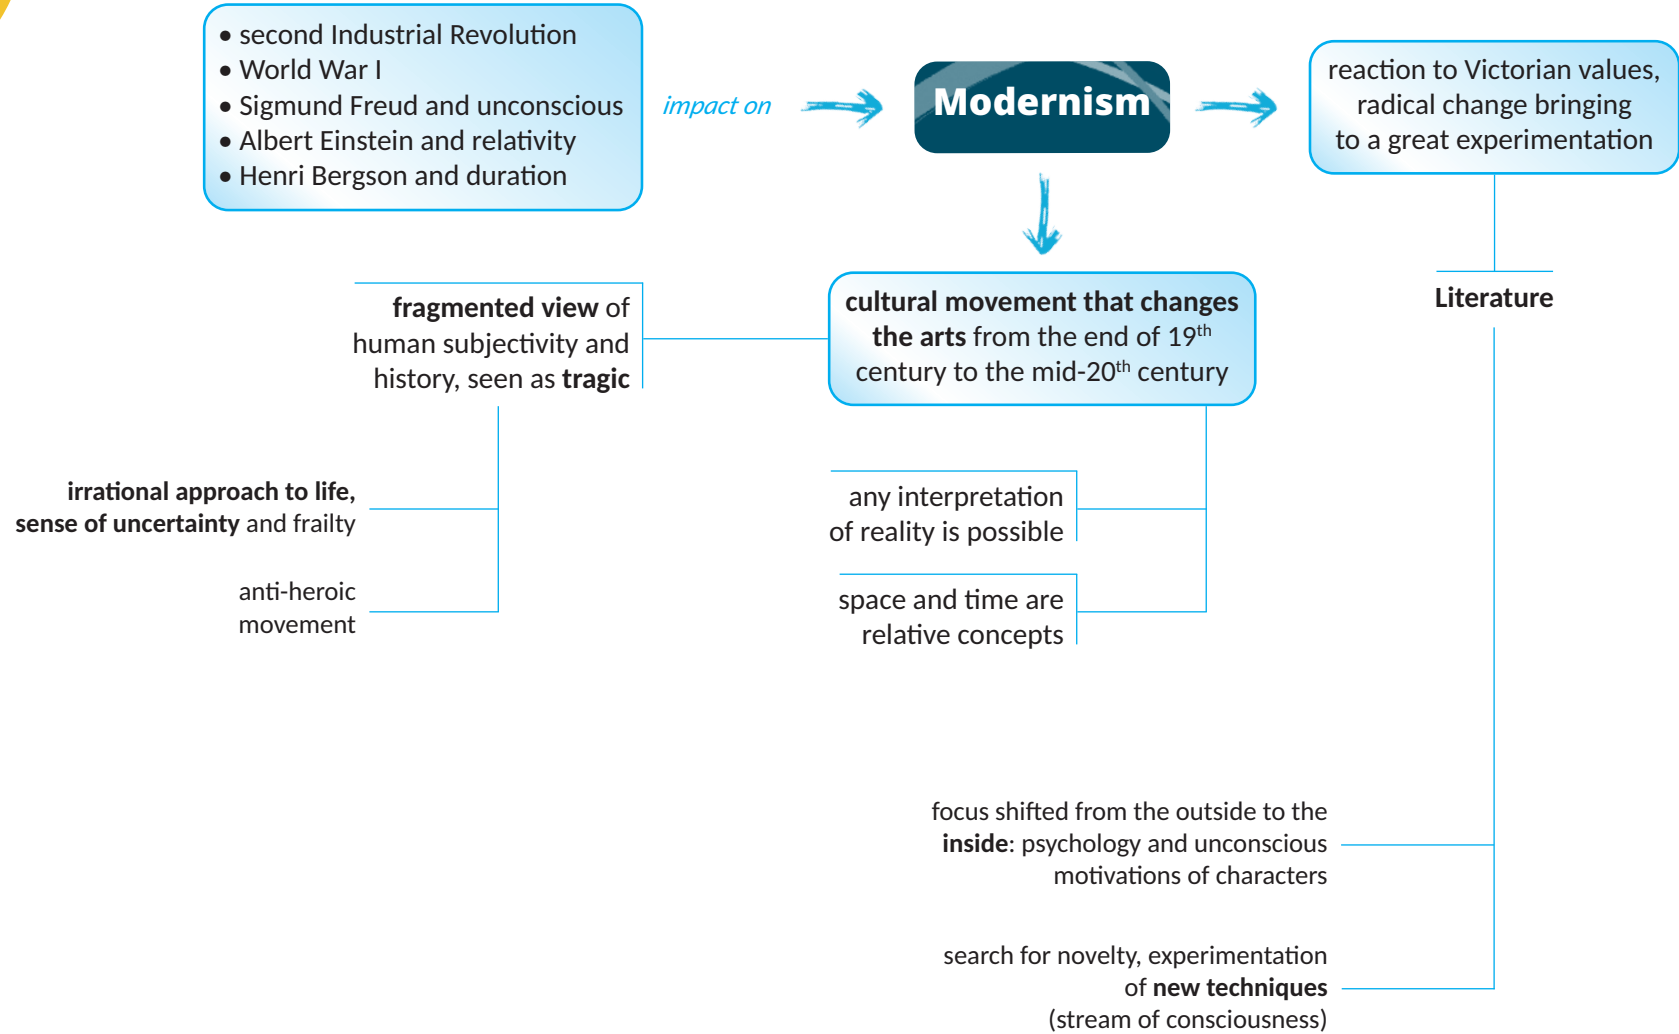 • second Industrial Revolution
• World War I
• Sigmund Freud and unconscious
• Albert Einstein and relativity
• Henri Bergson and duration
impact on
Modernism
reaction to Victorian values,
radical change bringing
to a great experimentation
fragmented view of
human subjectivity and
history, seen as tragic
cultural movement that changes
the arts from the end of 19th
century to the mid-20th century
Literature
irrational approach to life,
sense of uncertainty and frailty
anti-heroic
movement
any interpretation
of reality is possible
space and time are
relative concepts
focus shifted from the outside to the
inside: psychology and unconscious
motivations of characters
search for novelty, experimentation
of new techniques
(stream of consciousness)